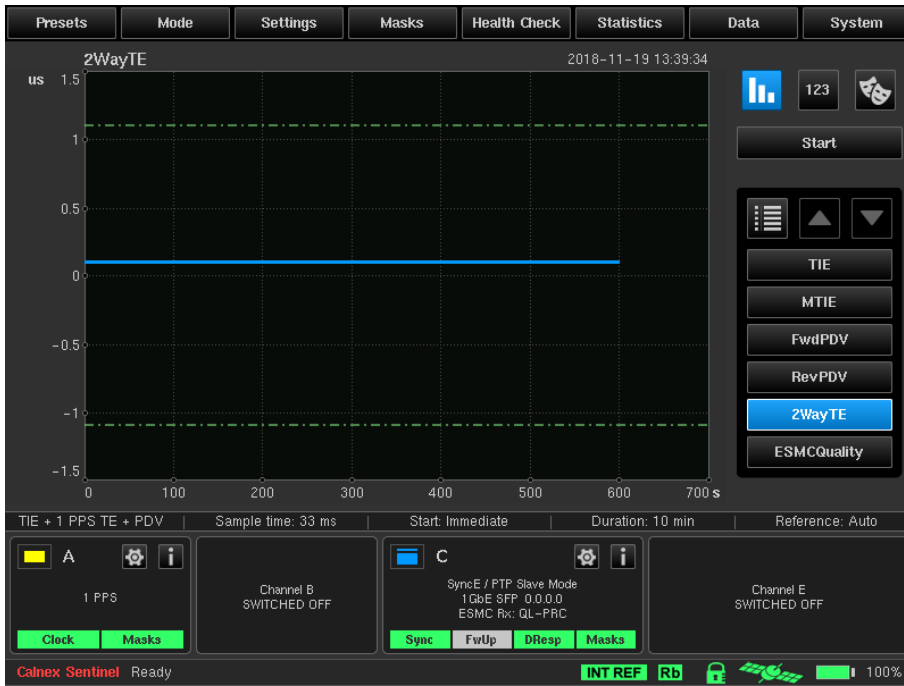 Presets Mode Settings Masks Health Check Statistics Data System
2WayTE 2018-11-19 13:39:34
us 1.5
1
0.5
0
-0.5
-1
-1.5
0 100 200 300 400 500 600 700 s
123
Start
TIE
MTIE
FwdPDV
RevPDV
2WayTE
ESMCQuality
TIE + 1 PPS TE + PDV | Sample time: 33 ms | Start: Immediate | Duration: 10 min | Reference: Auto
A i
1 PPS
Clock Masks
Channel B
SWITCHED OFF
C i
SyncE / PTP Slave Mode
1GbE SFP 0.0.0.0
ESMC Rx: QL-PRC
Sync FwUp DResp Masks
Channel E
SWITCHED OFF
Calnex Sentinel Ready INT REF Rb 100%